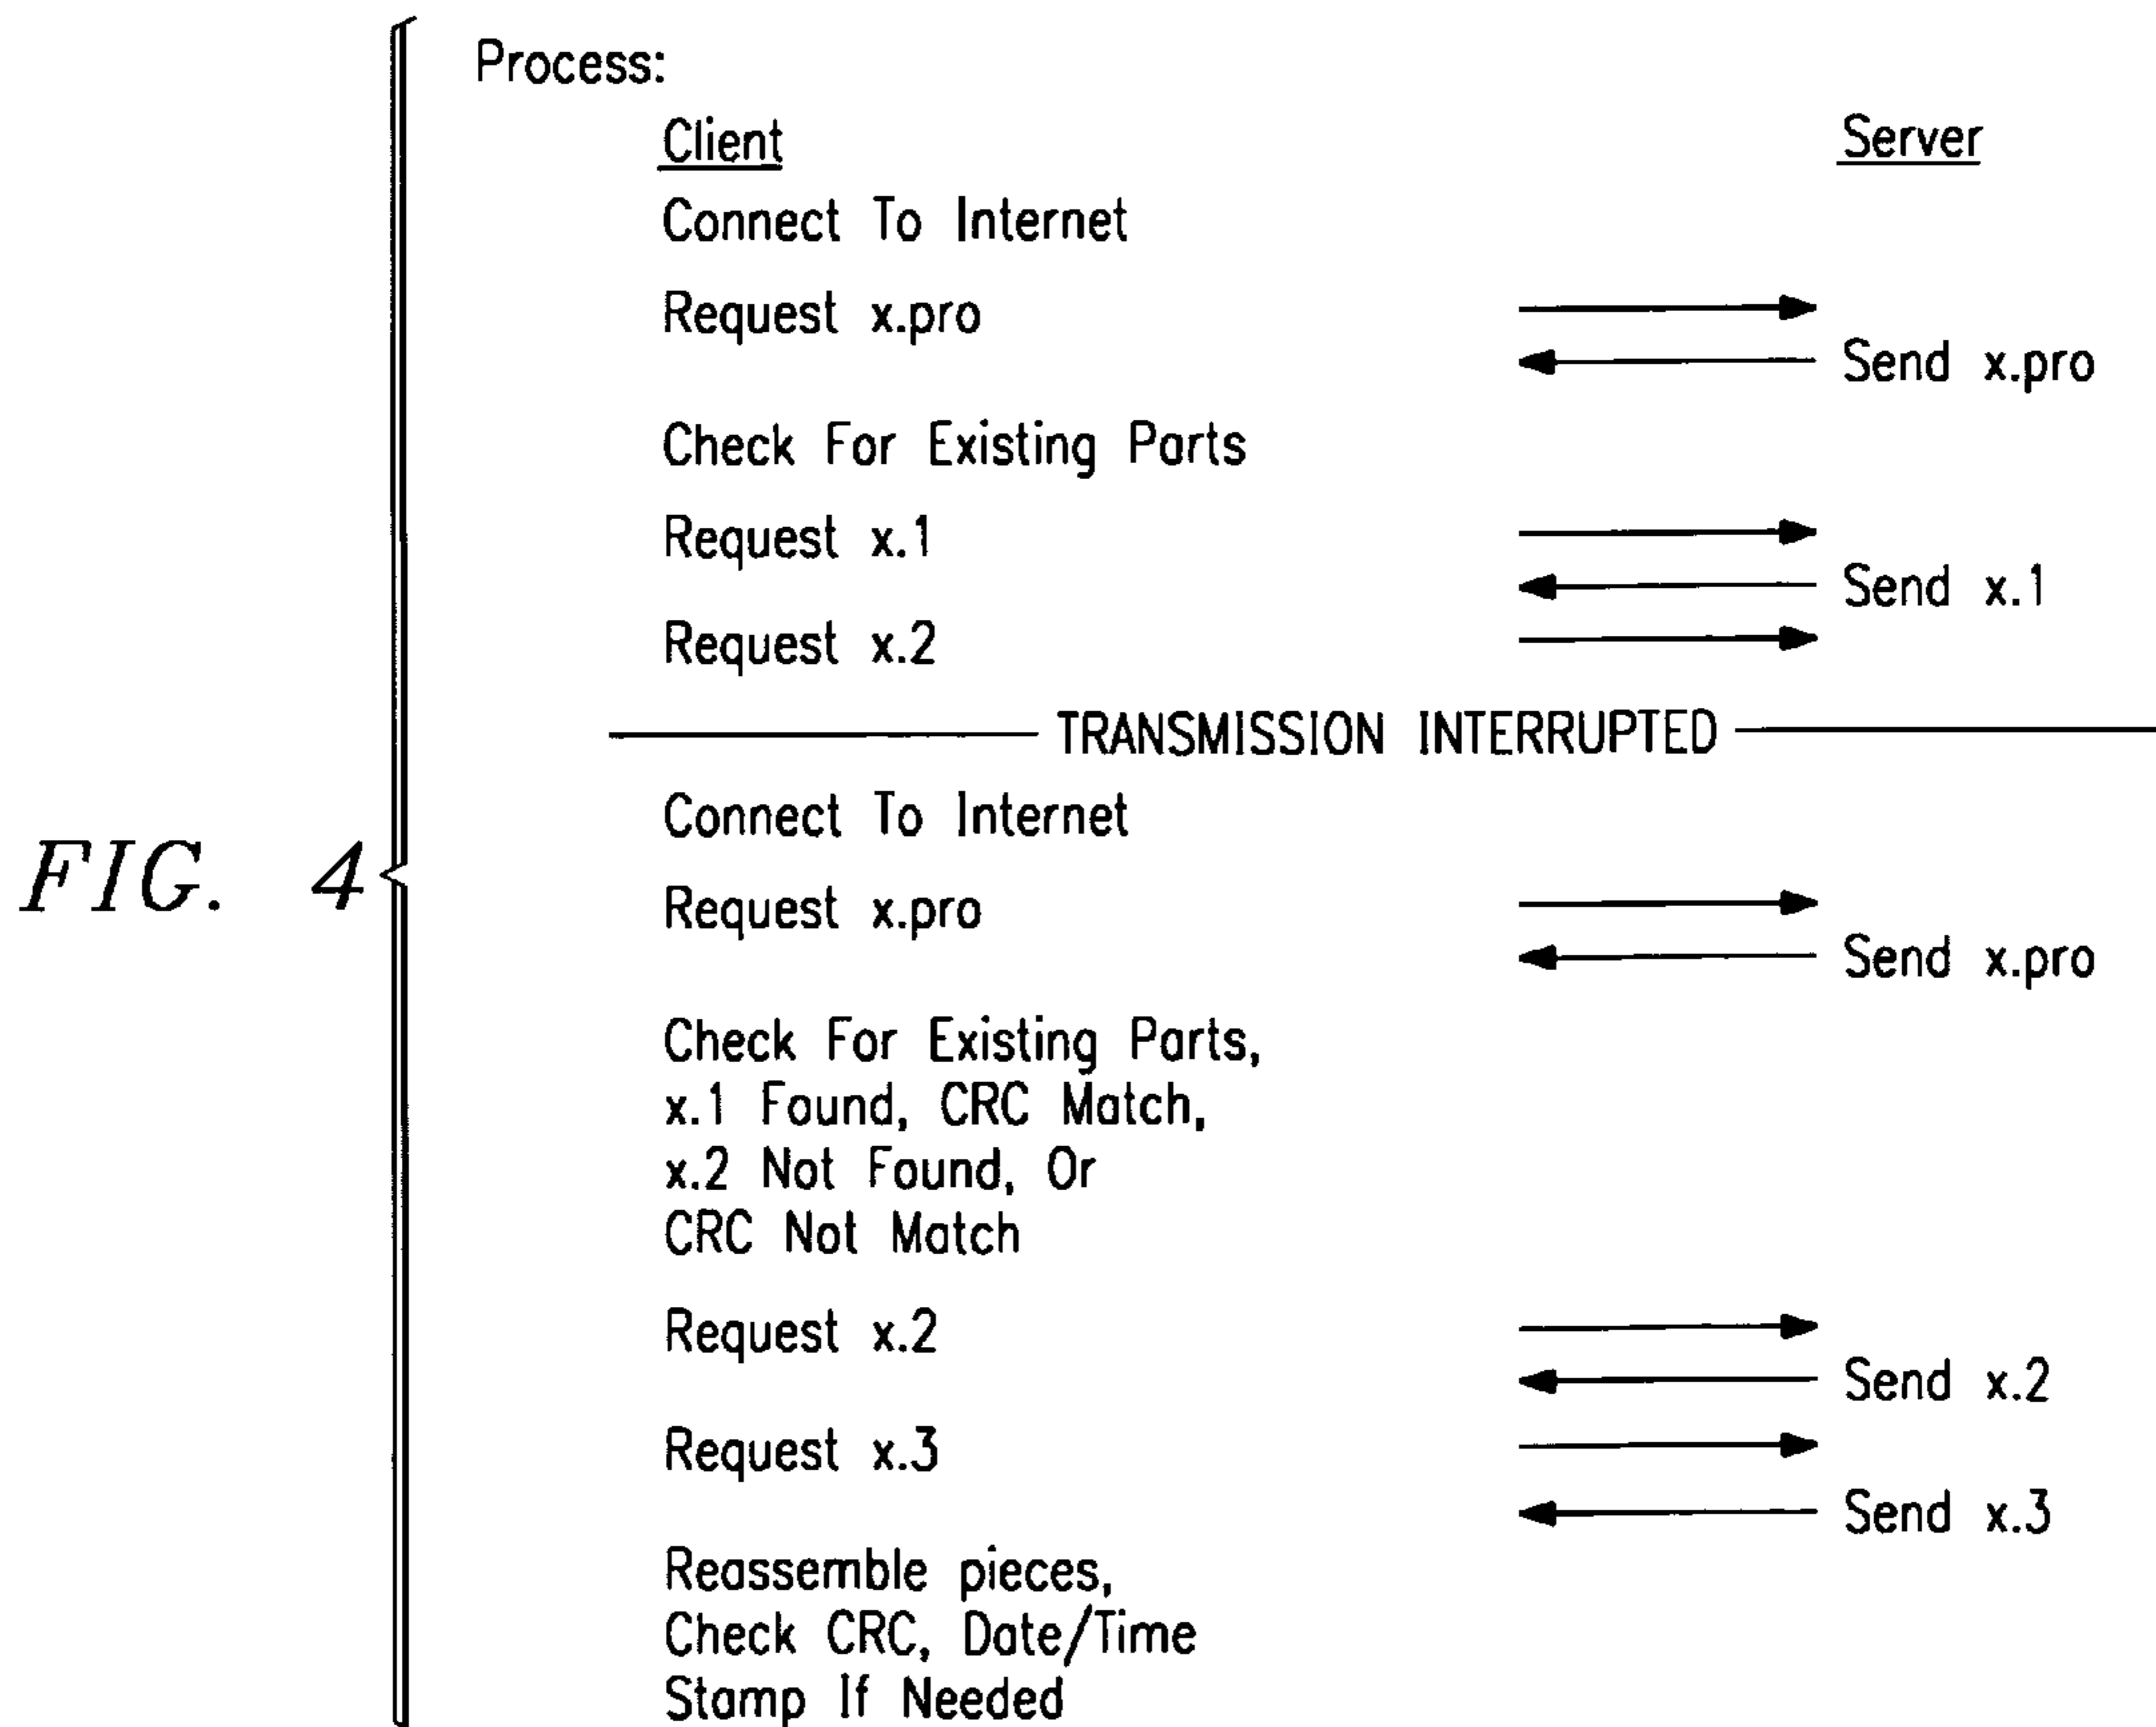 Process:
Client Server
Connect To Internet
Request x.pro
Send x.pro
Check For Existing Parts
Request x.1
Send x.1
Request x.2
TRANSMISSION INTERRUPTED
Connect To Internet
FIG. 4
Request x.pro
Send x.pro
Check For Existing Parts,
x.1 Found, CRC Match,
x.2 Not Found, Or
CRC Not Match
Request x.2
Send x.2
Request x.3
Send x.3
Reassemble pieces,
Check CRC, Date/Time
Stamp If Needed